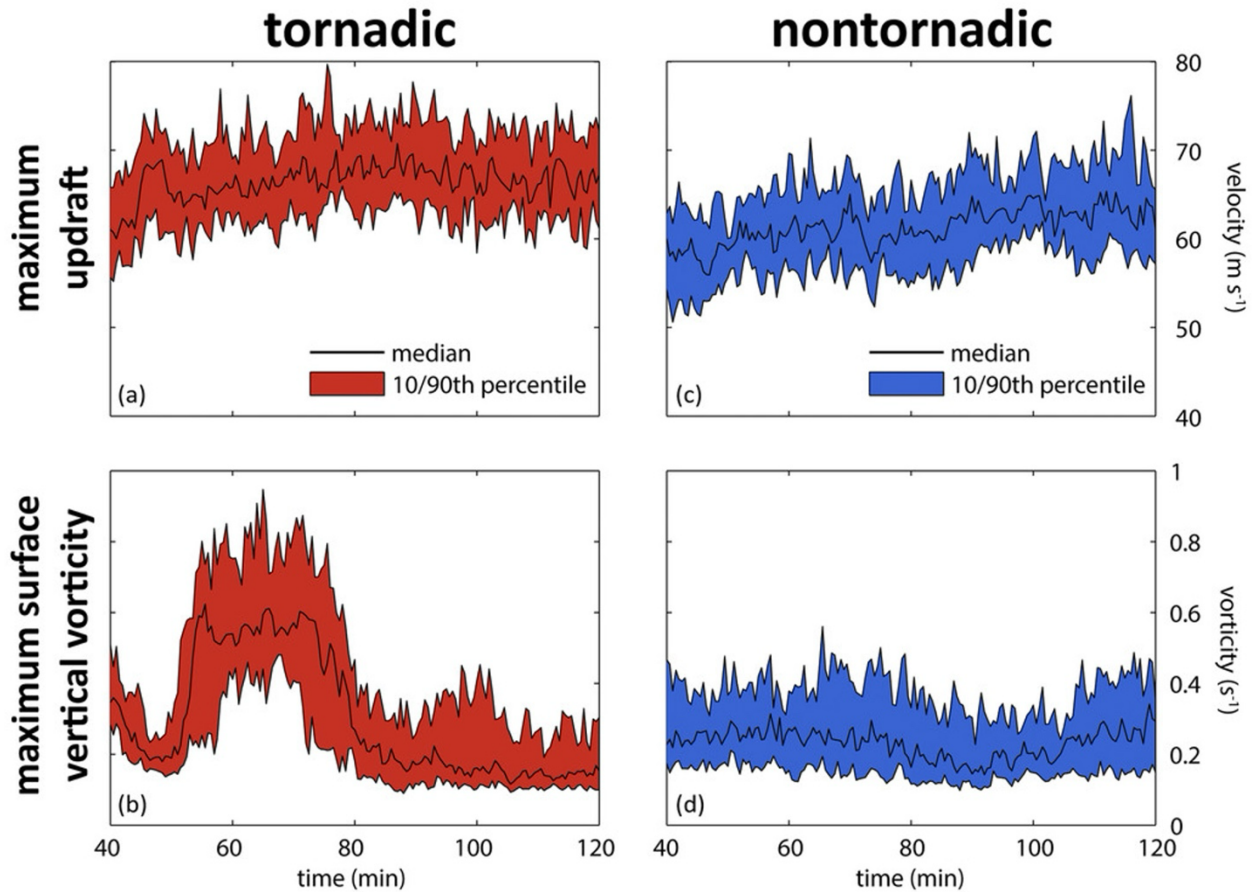 tornadic
nontornadic
maximum
updraft
median
10/90th percentile
(a)
median
10/90th percentile
(c)
80
70
60
50
40
velocity (m s-1)
maximum surface
vertical vorticity
(b)
40
60
80
100
120
time (min)
(d)
40
60
80
100
120
time (min)
1
0.8
0.6
0.4
0.2
0
vorticity (s-1)